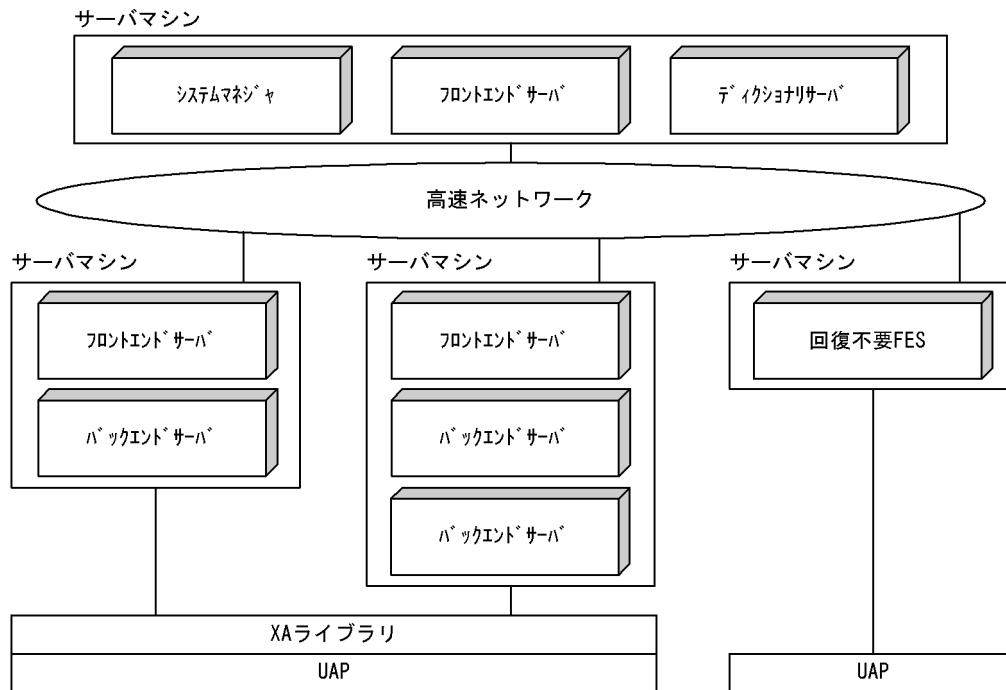 サーバマシン
ｼｽﾃﾑﾏﾈｼﾞｬ
ﾌﾛﾝﾄｴﾝﾄﾞｻｰﾊﾞ
ﾃﾞｨｸｼｮﾅﾘｻｰﾊﾞ
高速ネットワーク
サーバマシン
サーバマシン
サーバマシン
ﾌﾛﾝﾄｴﾝﾄﾞｻｰﾊﾞ
ﾌﾛﾝﾄｴﾝﾄﾞｻｰﾊﾞ
回復不要FES
ﾊﾞｯｸｴﾝﾄﾞｻｰﾊﾞ
ﾊﾞｯｸｴﾝﾄﾞｻｰﾊﾞ
ﾊﾞｯｸｴﾝﾄﾞｻｰﾊﾞ
XAライブラリ
UAP
UAP